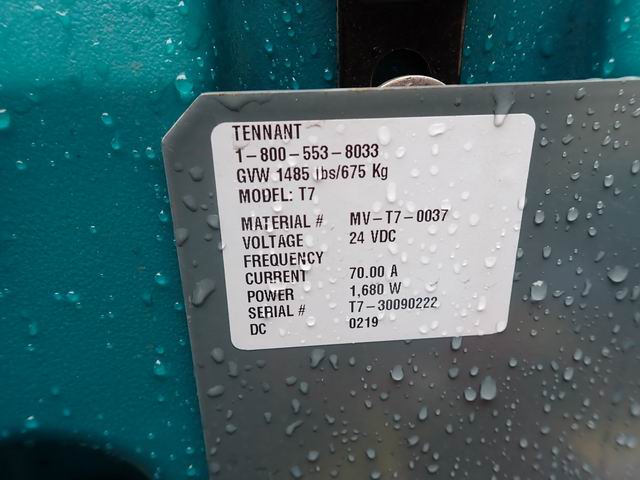 TENNANT
1-800-553-8033
GVW 1485 lbs/675 Kg
MODEL: T7
MATERIAL # MV-T7-0037
VOLTAGE 24 VDC
FREQUENCY
CURRENT 70.00 A
POWER 1,680 W
SERIAL # T7-30090222
DC 0219